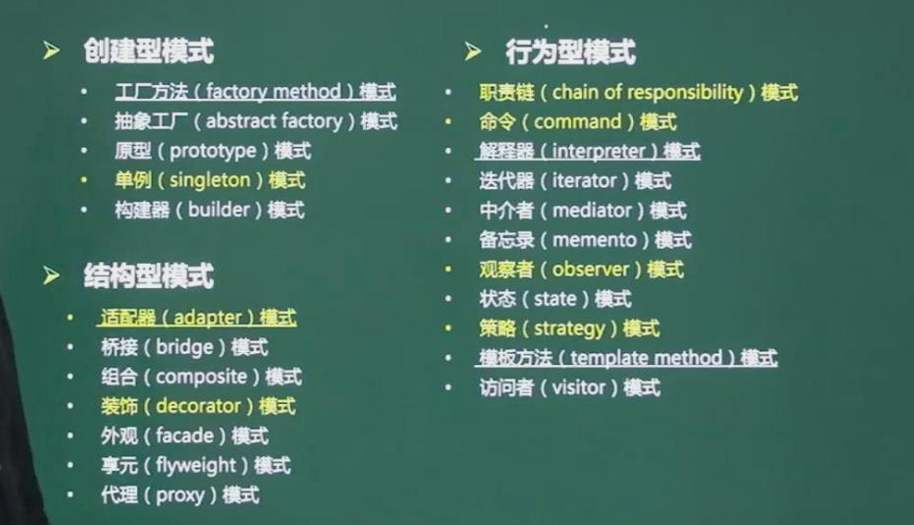 创建型模式
工厂方法（factory method）模式
抽象工厂（abstract factory）模式
原型（prototype）模式
单例（singleton）模式
构建器（builder）模式
结构型模式
适配器（adapter）模式
桥接（bridge）模式
组合（composite）模式
装饰（decorator）模式
外观（facade）模式
享元（flyweight）模式
代理（proxy）模式
行为型模式
职责链（chain of responsibility）模式
命令（command）模式
解释器（interpreter）模式
迭代器（iterator）模式
中介者（mediator）模式
备忘录（memento）模式
观察者（observer）模式
状态（state）模式
策略（strategy）模式
模板方法（template method）模式
访问者（visitor）模式